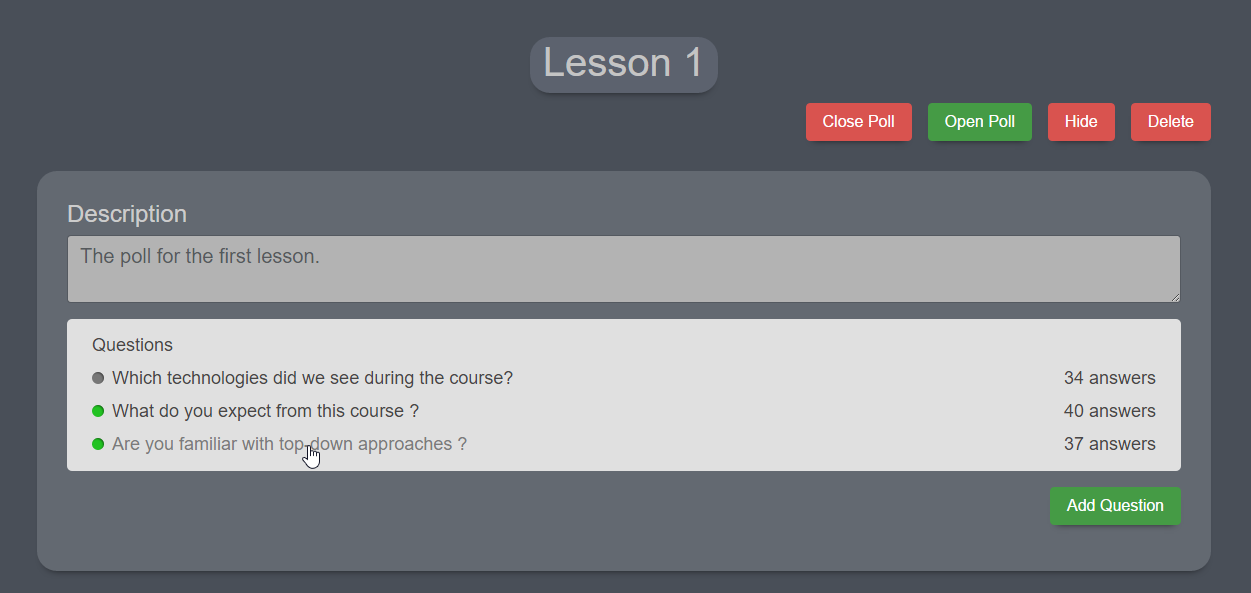 Lesson 1
Close Poll Open Poll Hide Delete
Description
The poll for the first lesson.
Questions
Which technologies did we see during the course? 34 answers
What do you expect from this course ? 40 answers
Are you familiar with top-down approaches ? 37 answers
Add Question